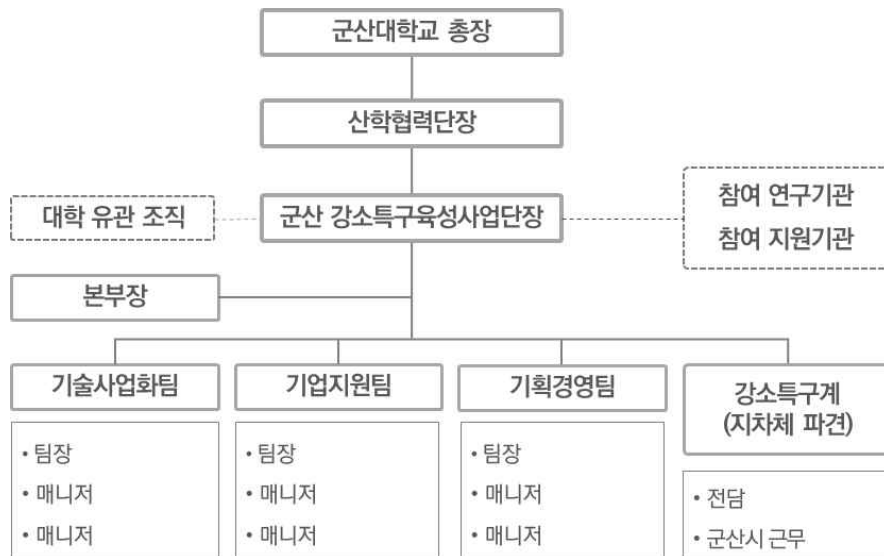 군산대학교 총장
산학협력단장
대학 유관 조직
군산 강소특구육성사업단장
참여 연구기관
참여 지원기관
본부장
기술사업화팀
• 팀장
• 매니저
• 매니저
기업지원팀
• 팀장
• 매니저
• 매니저
기획경영팀
• 팀장
• 매니저
• 매니저
강소특구계
(지차체 파견)
• 전담
• 군산시 근무